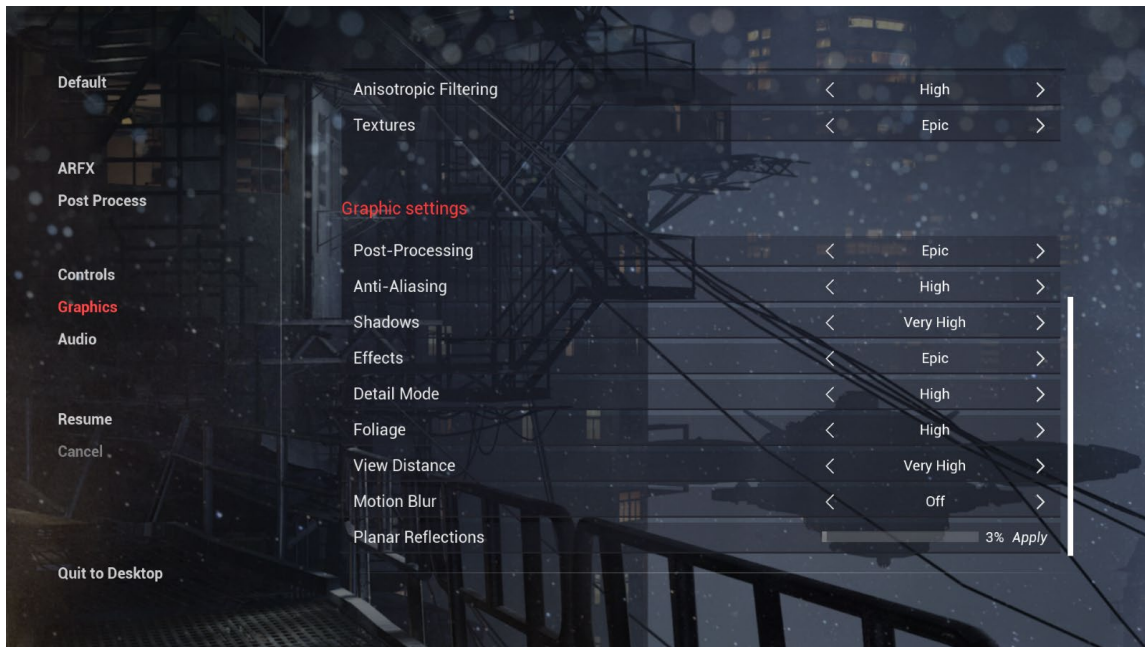 Default
ARFX
Post Process
Controls
Graphics
Audio
Resume
Cancel
Quit to Desktop
Anisotropic Filtering High
Textures Epic
Graphic settings
Post-Processing Epic
Anti-Aliasing High
Shadows Very High
Effects Epic
Detail Mode High
Foliage High
View Distance Very High
Motion Blur Off
Planar Reflections 3% Apply